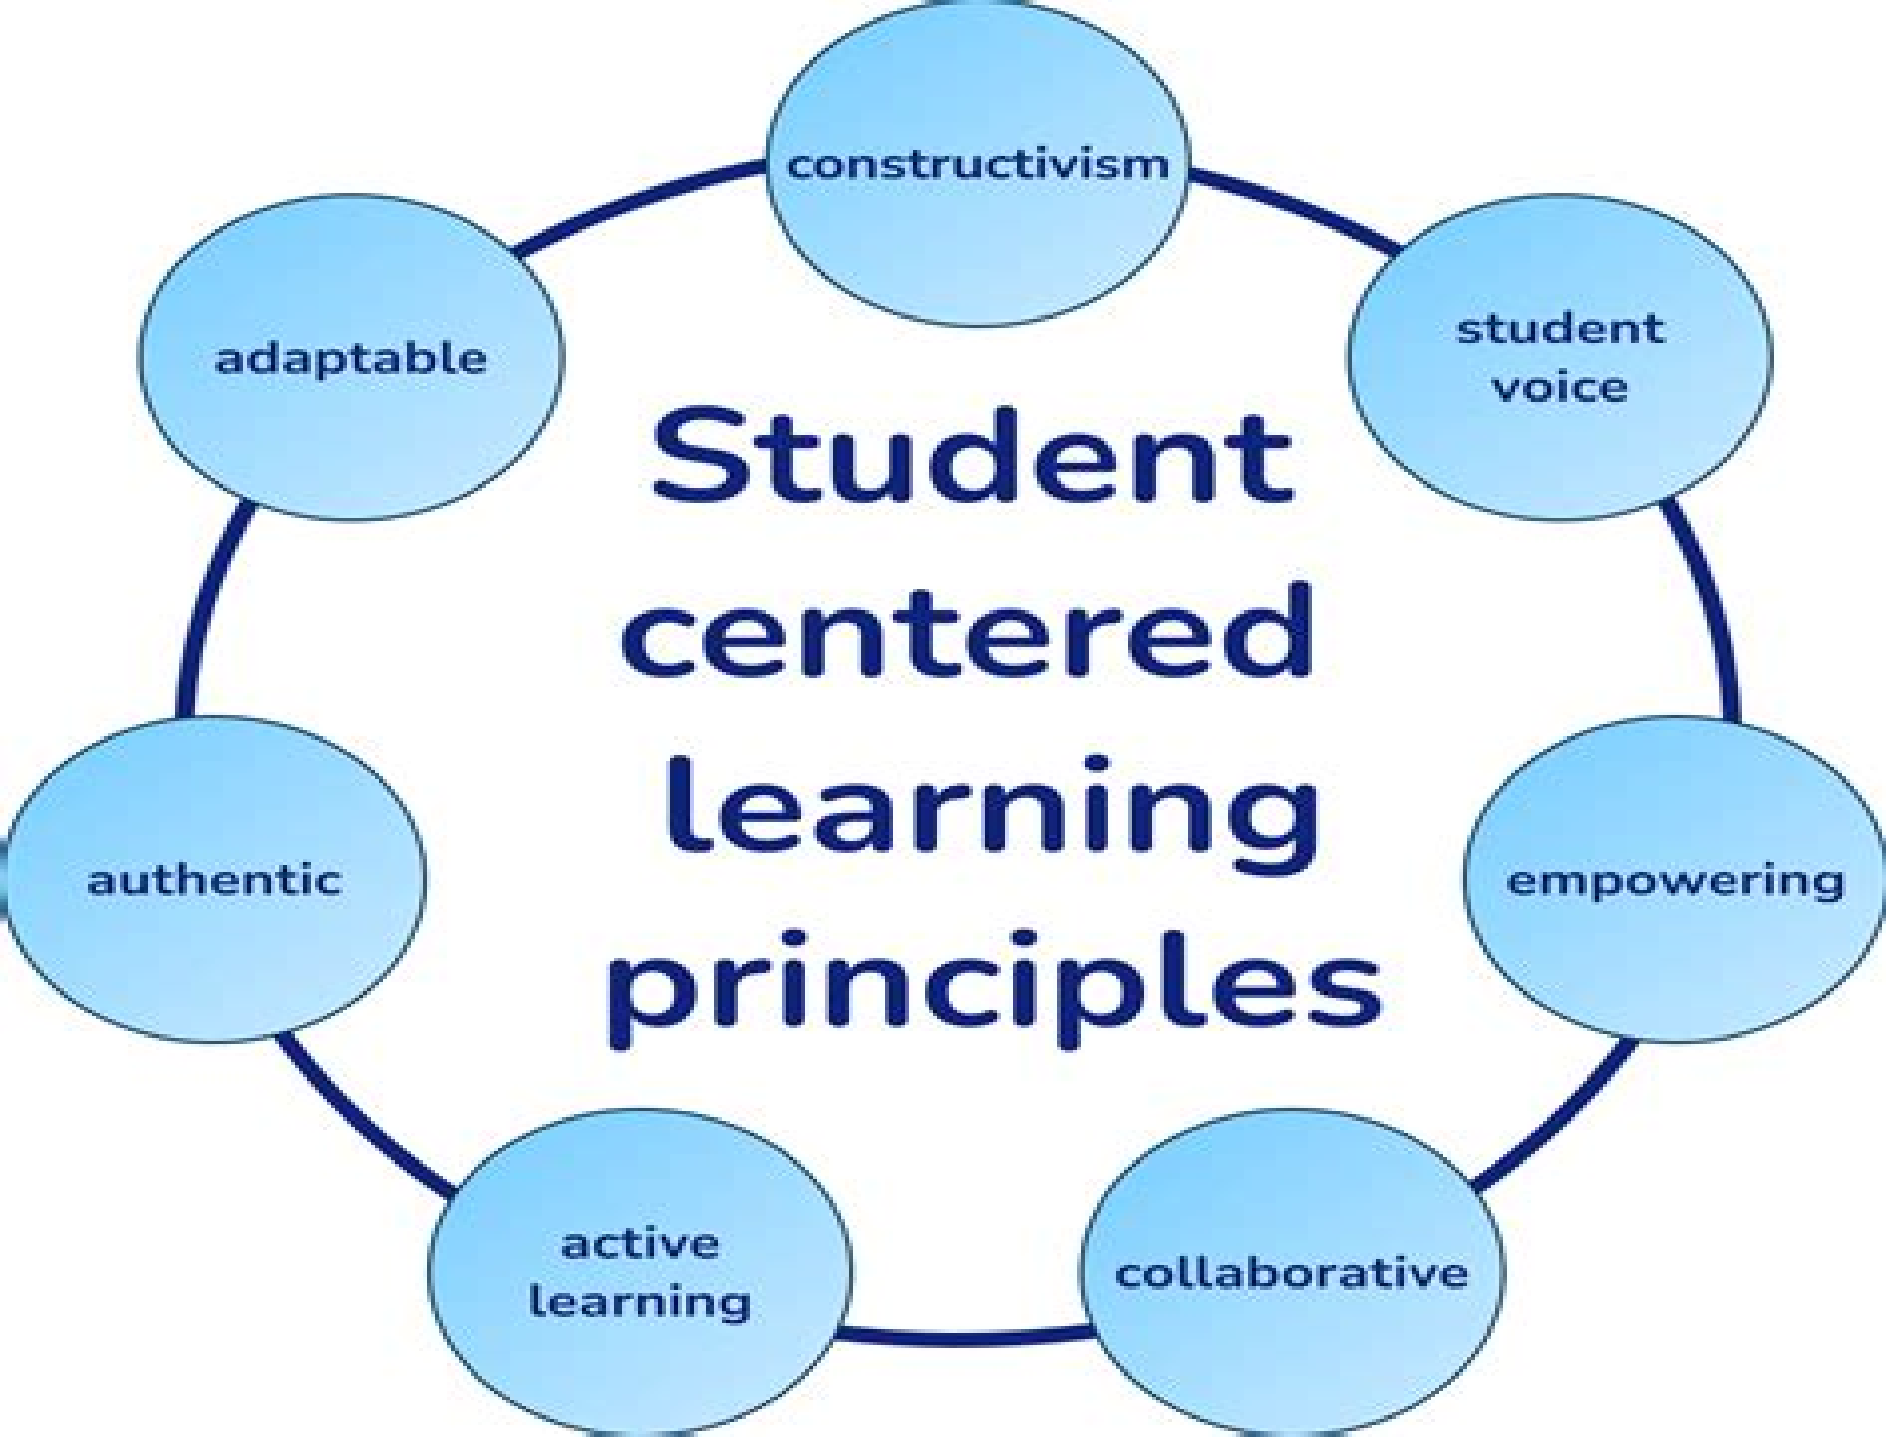 constructivism
adaptable
student
voice
Student
centered
learning
principles
authentic
empowering
active
learning
collaborative